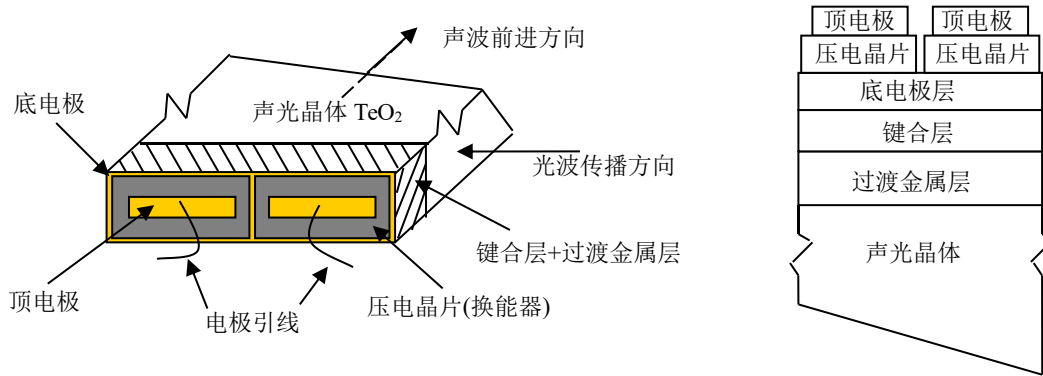 声波前进方向
底电极
声光晶体 TeO₂
光波传播方向
键合层+过渡金属层
顶电极
电极引线
压电晶片(换能器)
顶电极 顶电极
压电晶片 压电晶片
底电极层
键合层
过渡金属层
声光晶体